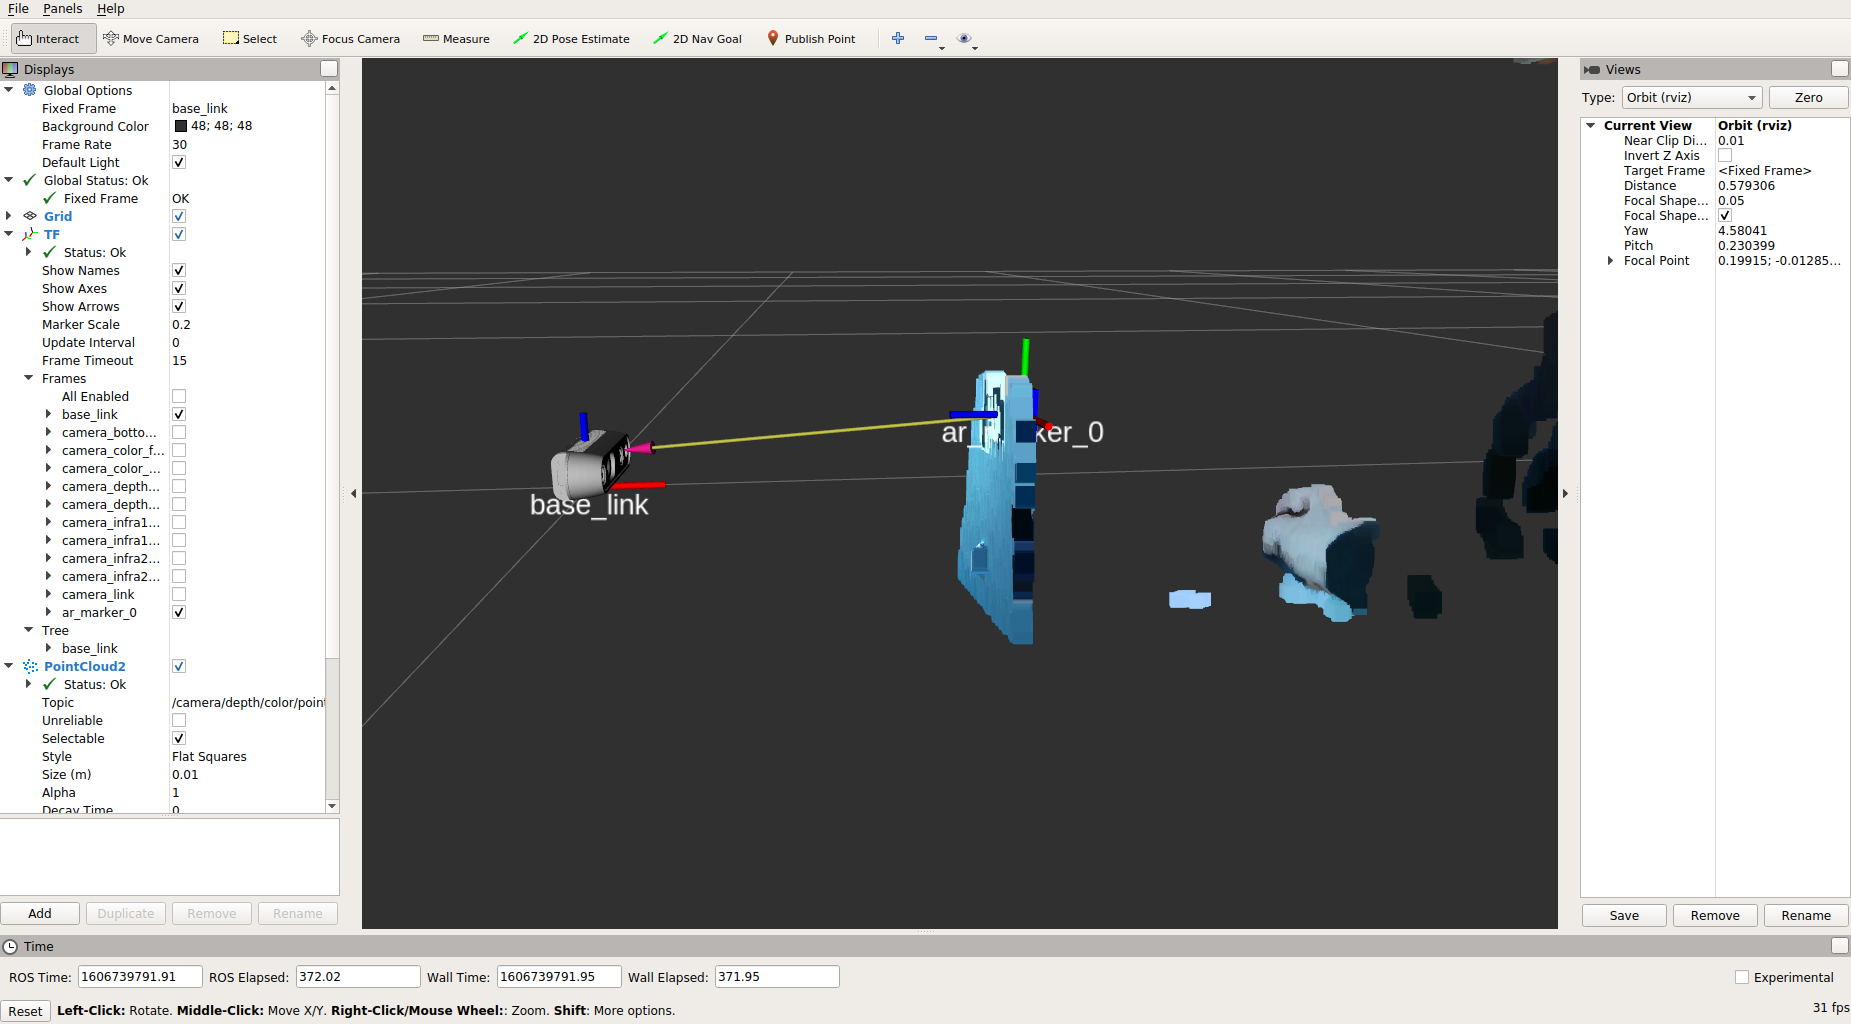 File Panels Help
Interact Move Camera Select Focus Camera Measure 2D Pose Estimate 2D Nav Goal Publish Point
Displays
Global Options
Fixed Frame base_link
Background Color 48; 48; 48
Frame Rate 30
Default Light
Global Status: Ok
Fixed Frame OK
Grid
TF
Status: Ok
Show Names
Show Axes
Show Arrows
Marker Scale 0.2
Update Interval 0
Frame Timeout 15
Frames
All Enabled
base_link
camera_botto...
camera_color_f...
camera_color_...
camera_depth...
camera_depth...
camera_infra1...
camera_infra1...
camera_infra2...
camera_infra2...
camera_link
ar_marker_0
Tree
base_link
PointCloud2
Status: Ok
Topic /camera/depth/color/poin
Unreliable
Selectable
Style Flat Squares
Size (m) 0.01
Alpha 1
Decay Time 0
Add Duplicate Remove Rename
base_link
ar_ ker_0
Views
Type: Orbit (rviz) Zero
Current View Orbit (rviz)
Near Clip Di... 0.01
Invert Z Axis
Target Frame <Fixed Frame>
Distance 0.579306
Focal Shape... 0.05
Focal Shape...
Yaw 4.58041
Pitch 0.230399
Focal Point 0.19915; -0.01285...
Save Remove Rename
Time
ROS Time: 1606739791.91 ROS Elapsed: 372.02 Wall Time: 1606739791.95 Wall Elapsed: 371.95 Experimental
Reset Left-Click: Rotate. Middle-Click: Move X/Y. Right-Click/Mouse Wheel:: Zoom. Shift: More options. 31 fps